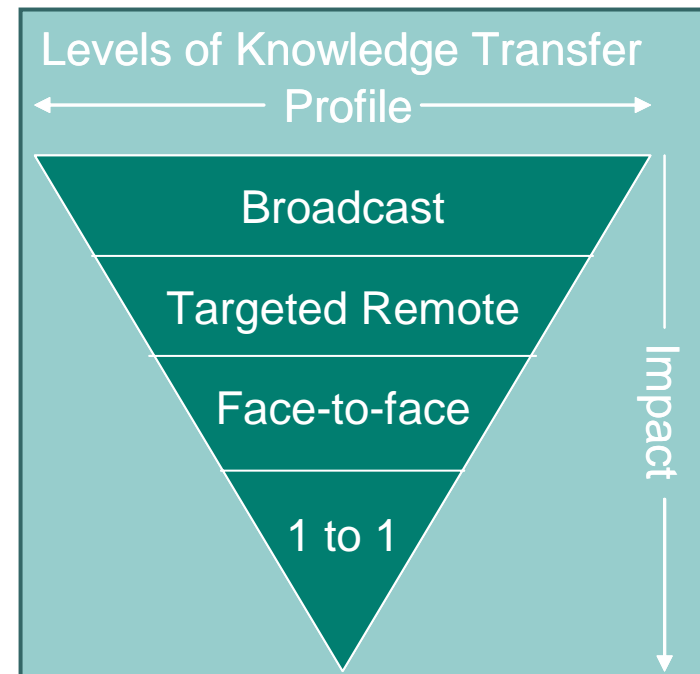 Levels of Knowledge Transfer
Profile
Broadcast
Targeted Remote
Face-to-face
1 to 1
Impact